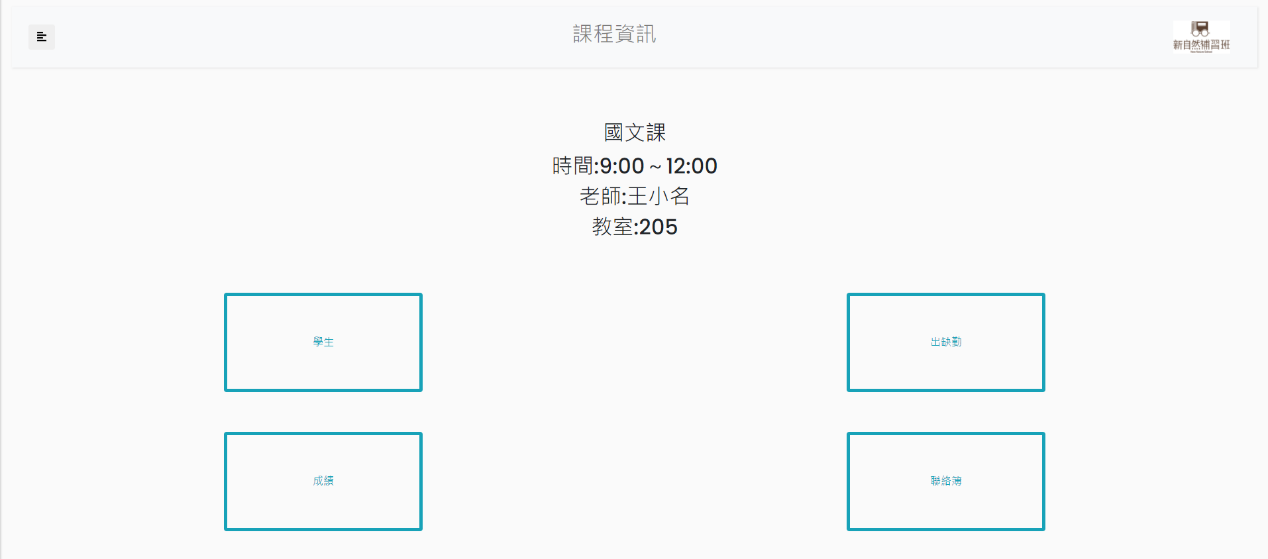 課程資訊
新自然補習班
國文課
時間:9:00～12:00
老師:王小名
教室:205
學生
出缺勤
成績
聯絡簿